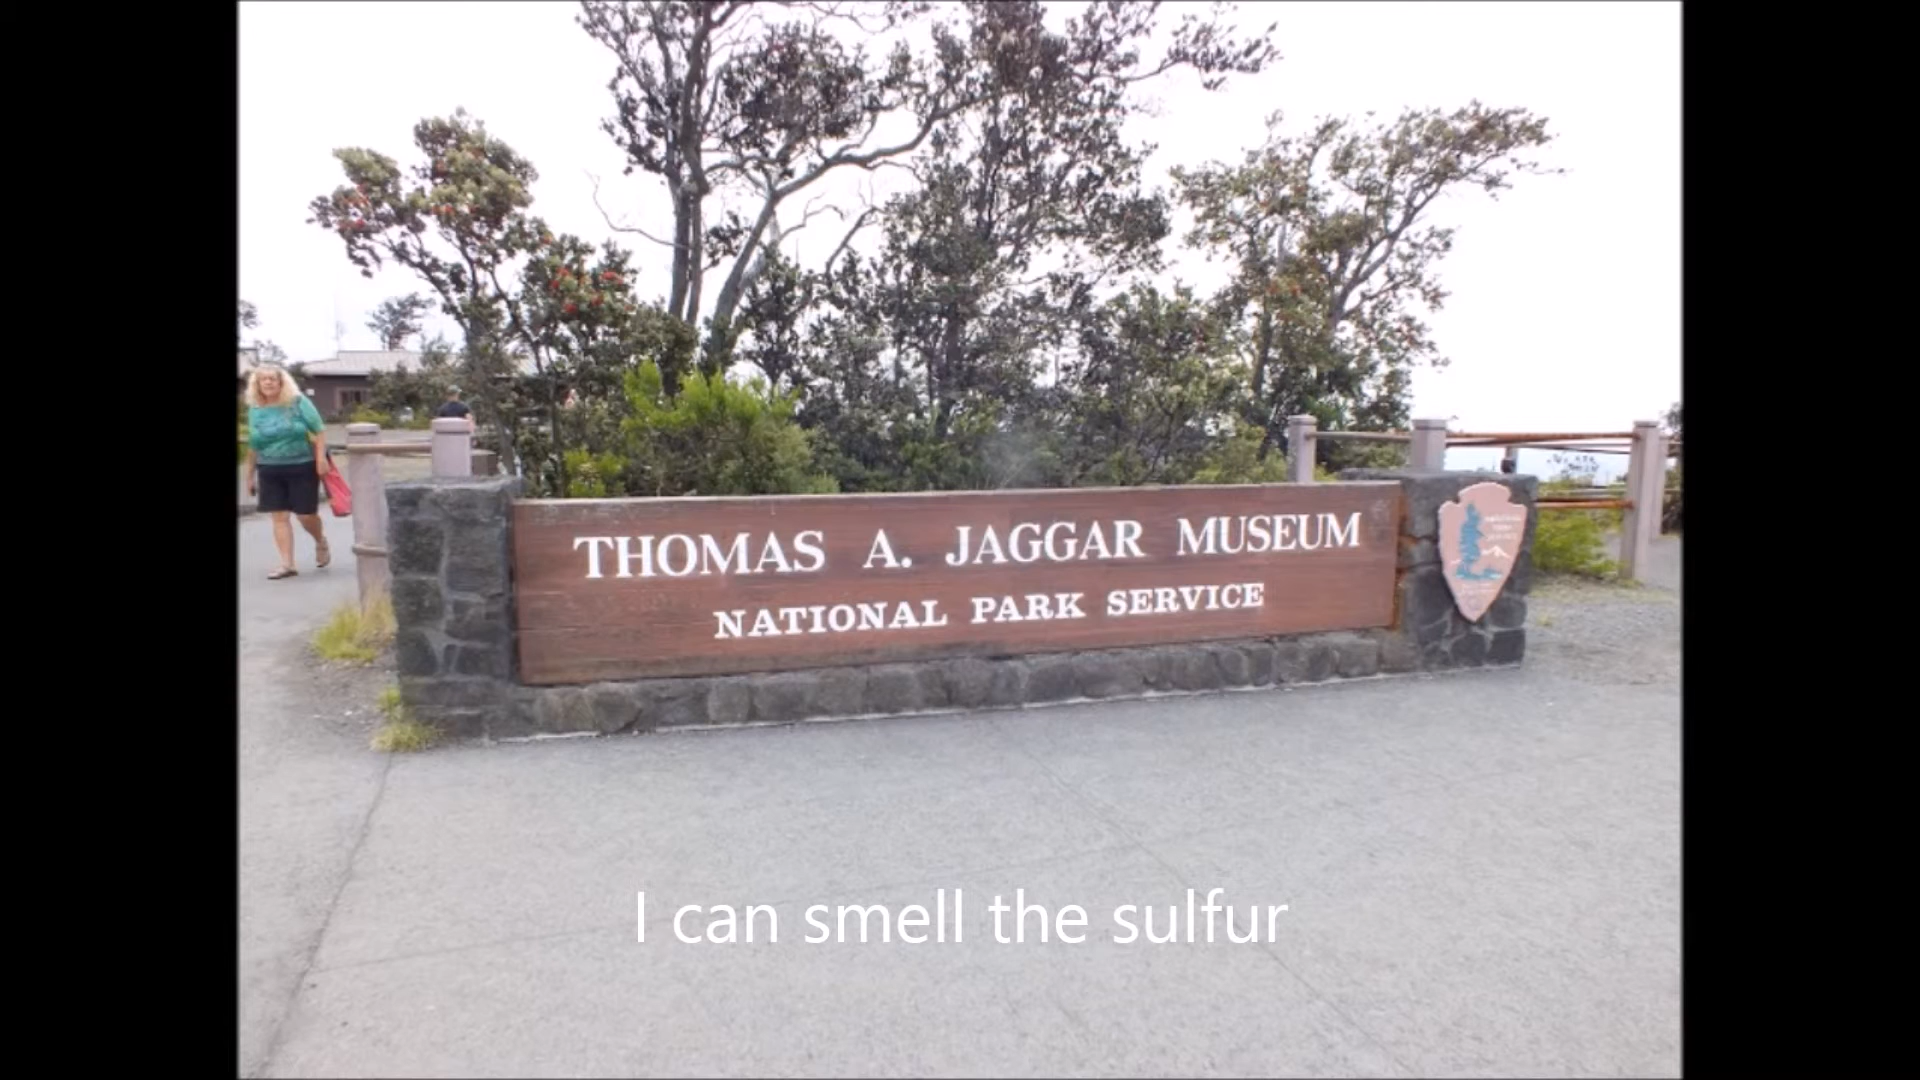 THOMAS A. JAGGAR MUSEUM
NATIONAL PARK SERVICE
I can smell the sulfur